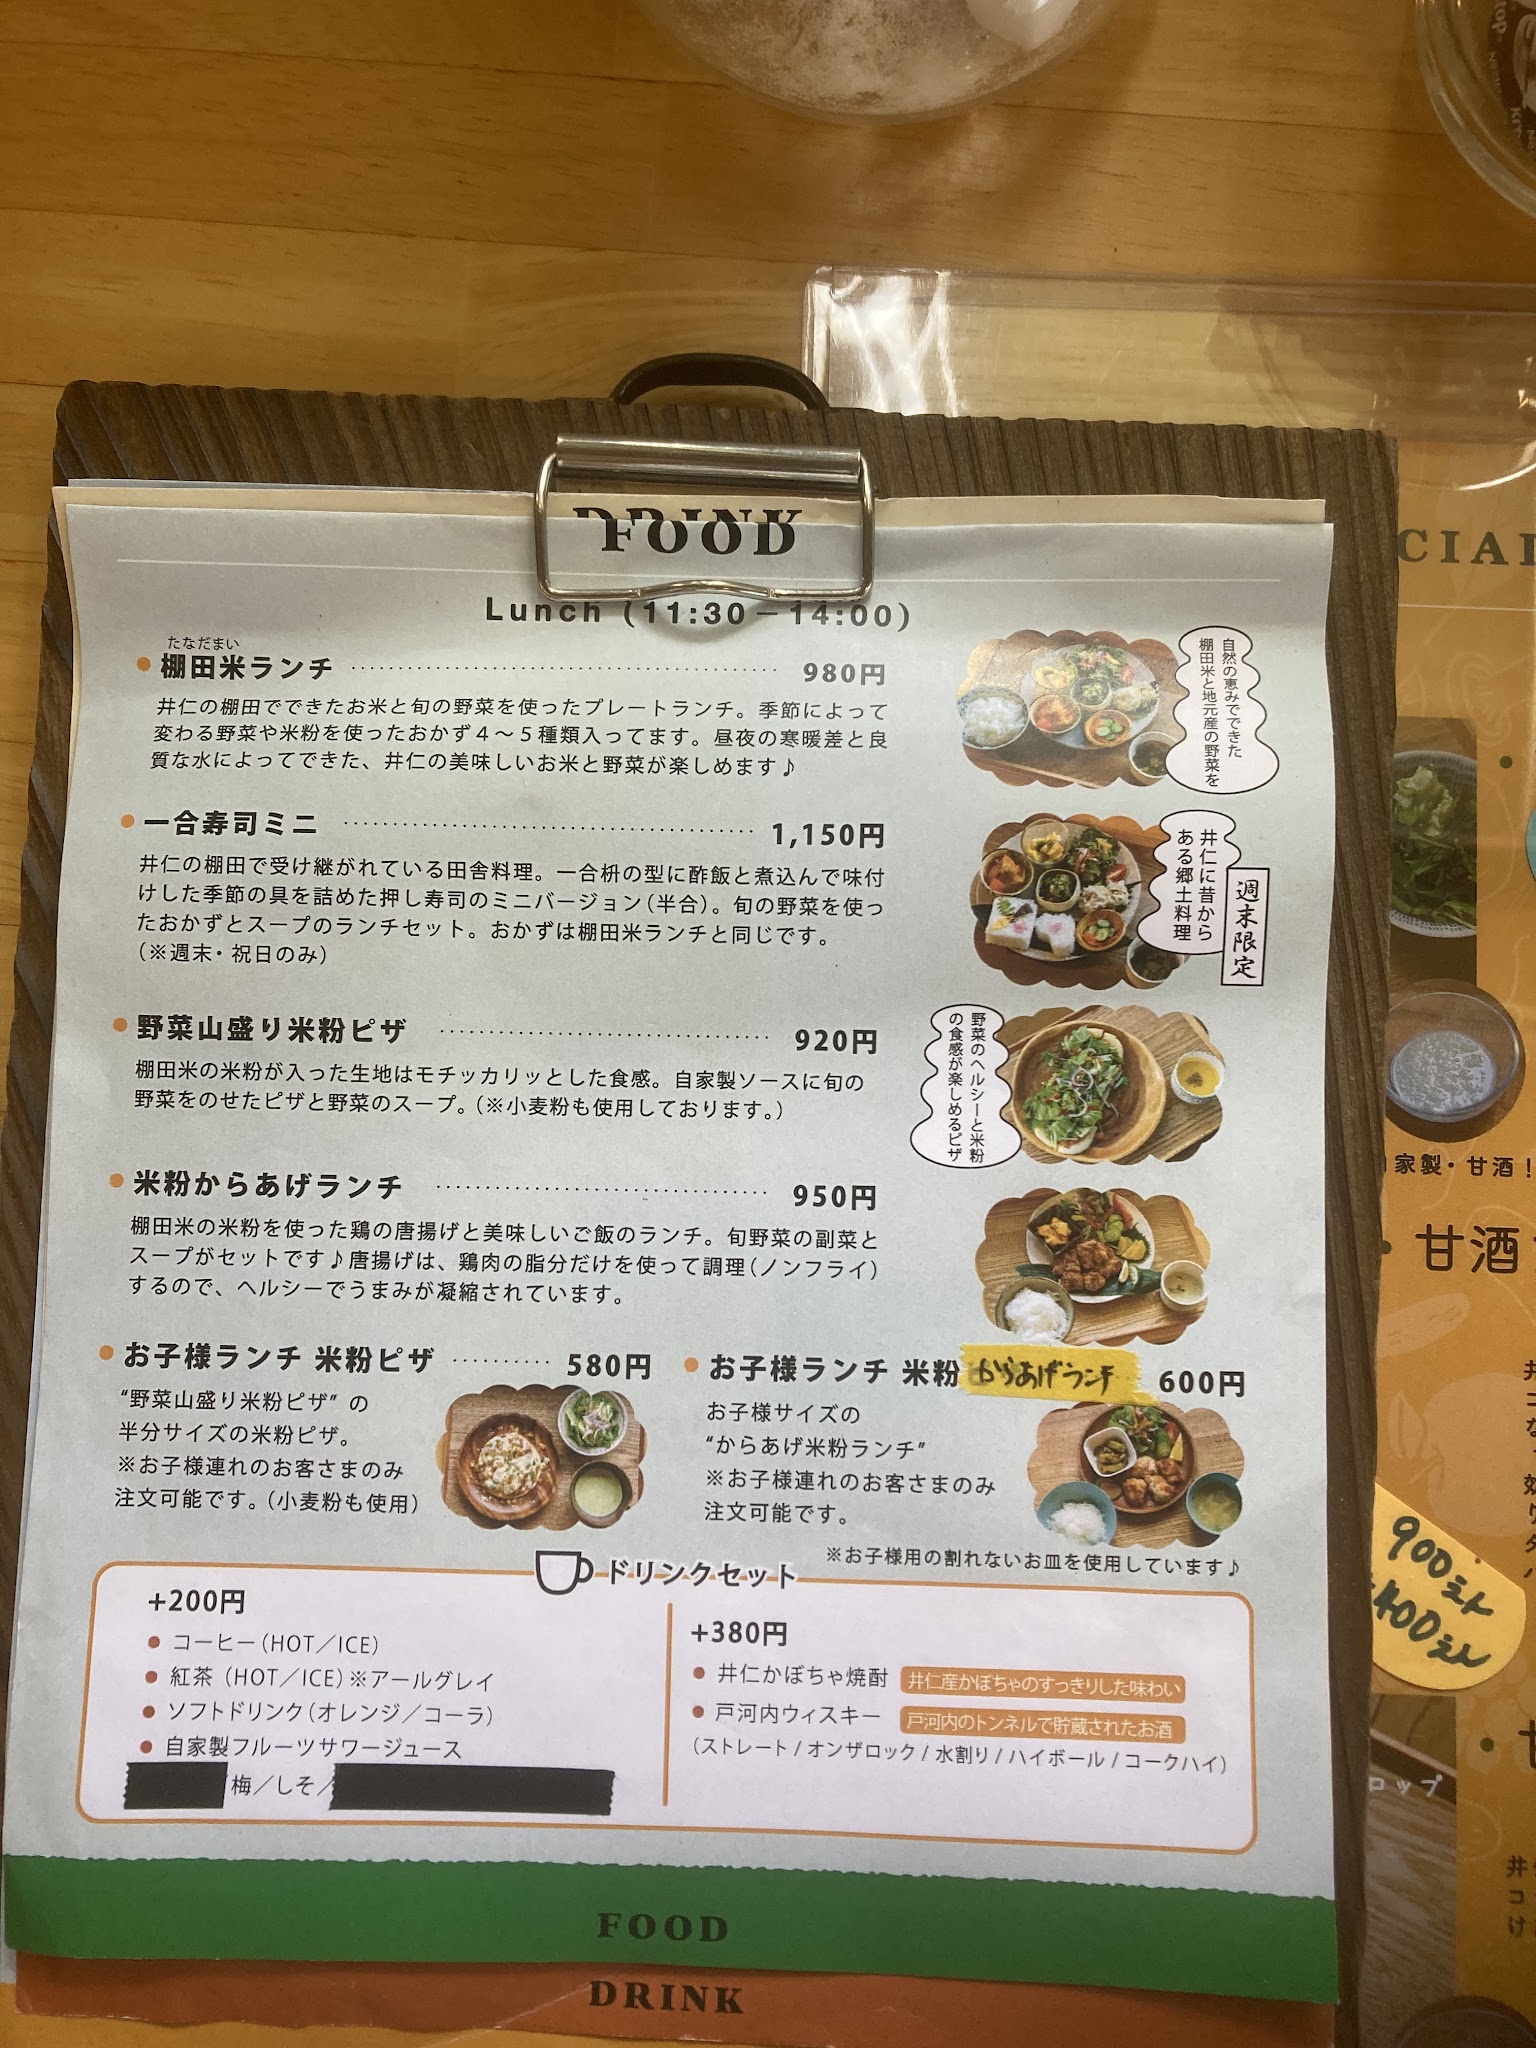 FOOD
Lunch (11:30－14:00)
たなだまい
棚田米ランチ 980円
井仁の棚田でできたお米と旬の野菜を使ったプレートランチ。季節によって
変わる野菜や米粉を使ったおかず４～５種類入ってます。昼夜の寒暖差と良
質な水によってできた、井仁の美味しいお米と野菜が楽しめます♪
自然の恵みでできた
棚田米と地元産の野菜を
一合寿司ミニ 1,150円
井仁の棚田で受け継がれている田舎料理。一合枡の型に酢飯と煮込んで味付
けした季節の具を詰めた押し寿司のミニバージョン(半合)。旬の野菜を使っ
たおかずとスープのランチセット。おかずは棚田米ランチと同じです。
(※週末・祝日のみ)
井仁に昔から
ある郷土料理
週末限定
野菜山盛り米粉ピザ 920円
棚田米の米粉が入った生地はモチッカリッとした食感。自家製ソースに旬の
野菜をのせたピザと野菜のスープ。(※小麦粉も使用しております。)
野菜のヘルシーと米粉
の食感が楽しめるピザ
米粉からあげランチ 950円
棚田米の米粉を使った鶏の唐揚げと美味しいご飯のランチ。旬野菜の副菜と
スープがセットです♪唐揚げは、鶏肉の脂分だけを使って調理(ノンフライ)
するので、ヘルシーでうまみが凝縮されています。
お子様ランチ 米粉ピザ 580円
“野菜山盛り米粉ピザ” の
半分サイズの米粉ピザ。
※お子様連れのお客さまのみ
注文可能です。(小麦粉も使用)
お子様ランチ 米粉からあげランチ 600円
お子様サイズの
“からあげ米粉ランチ”
※お子様連れのお客さまのみ
注文可能です。
※お子様用の割れないお皿を使用しています♪
ドリンクセット
+200円
コーヒー(HOT／ICE)
紅茶 (HOT／ICE)※アールグレイ
ソフトドリンク(オレンジ／コーラ)
自家製フルーツサワージュース
梅／しそ／
+380円
井仁かぼちゃ焼酎 井仁産かぼちゃのすっきりした味わい
戸河内ウィスキー 戸河内のトンネルで貯蔵されたお酒
(ストレート / オンザロック / 水割り / ハイボール / コークハイ)
FOOD
DRINK
CIAL
家製・甘酒！
甘酒
900えん
400えん
ロップ